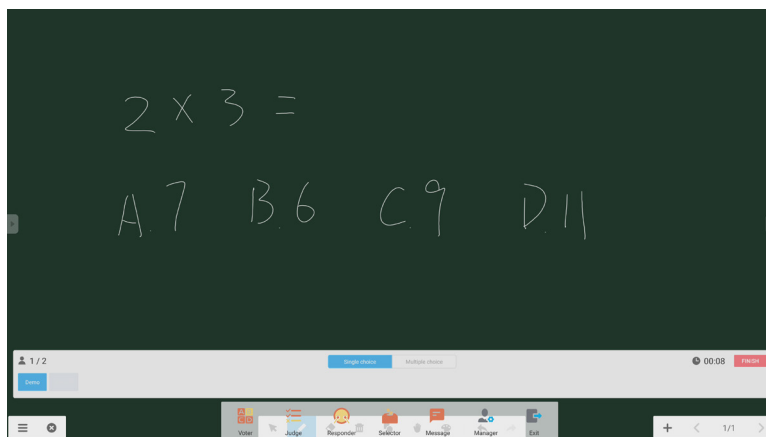 2 × 3 =
A.7 B.6 C.9 D.11
1 / 2
Single choice Multiple choice
00:08 FINISH
Demo
Voter Judge Responder Selector Message Manager Exit
1/1